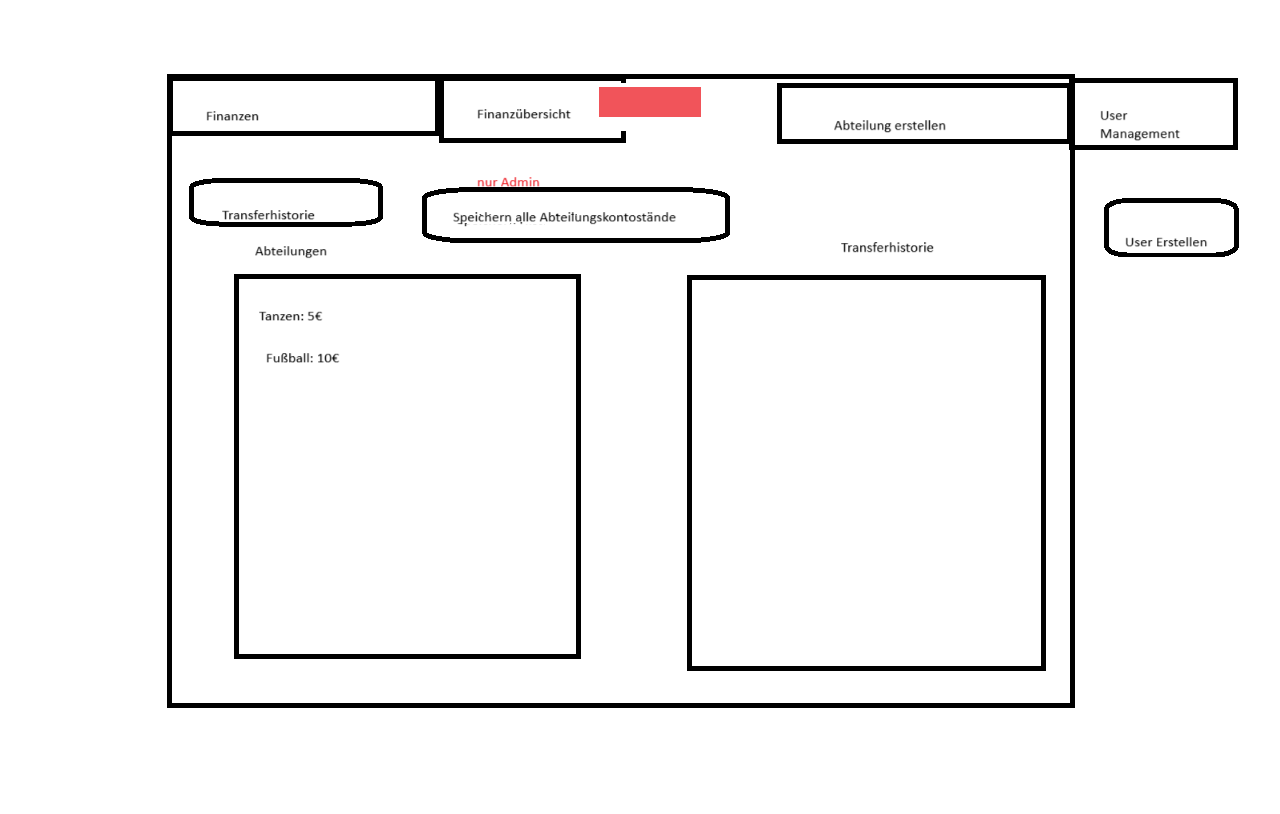 Finanzen
Finanzübersicht
Abteilung erstellen
User
Management
nur Admin
Transferhistorie
Speichern alle Abteilungskontostände
User Erstellen
Abteilungen
Transferhistorie
Tanzen: 5€
Fußball: 10€